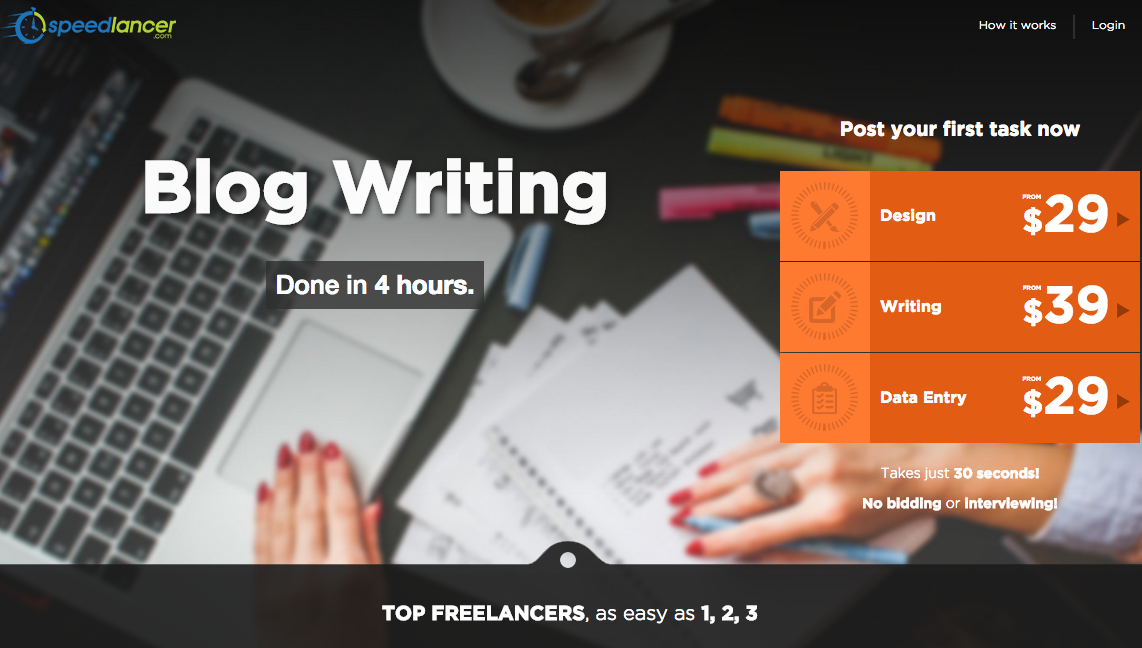 speedlancer
.com
How it works
Login
Post your first task now
Blog Writing
Done in 4 hours.
Design
FROM
$29
Writing
FROM
$39
Data Entry
FROM
$29
Takes just 30 seconds!
No bidding or interviewing!
TOP FREELANCERS, as easy as 1, 2, 3